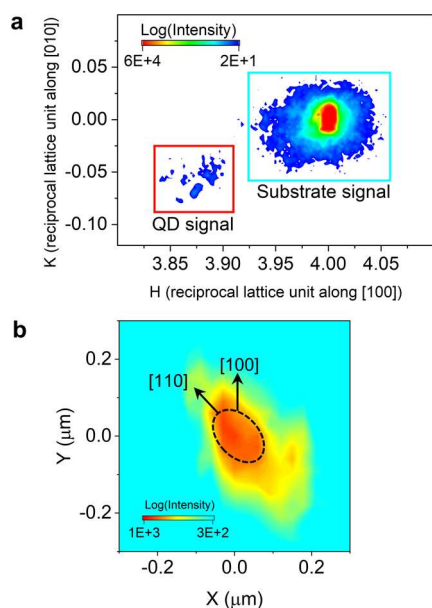 a
Log(Intensity)
6E+4 2E+1
0.05
0.00
-0.05
-0.10
K (reciprocal lattice unit along [010])
QD signal
Substrate signal
3.85 3.90 3.95 4.00 4.05
H (reciprocal lattice unit along [100])
b
0.2
0.0
-0.2
Y (μm)
[110]
[100]
Log(Intensity)
1E+3 3E+2
-0.2 0.0 0.2
X (μm)